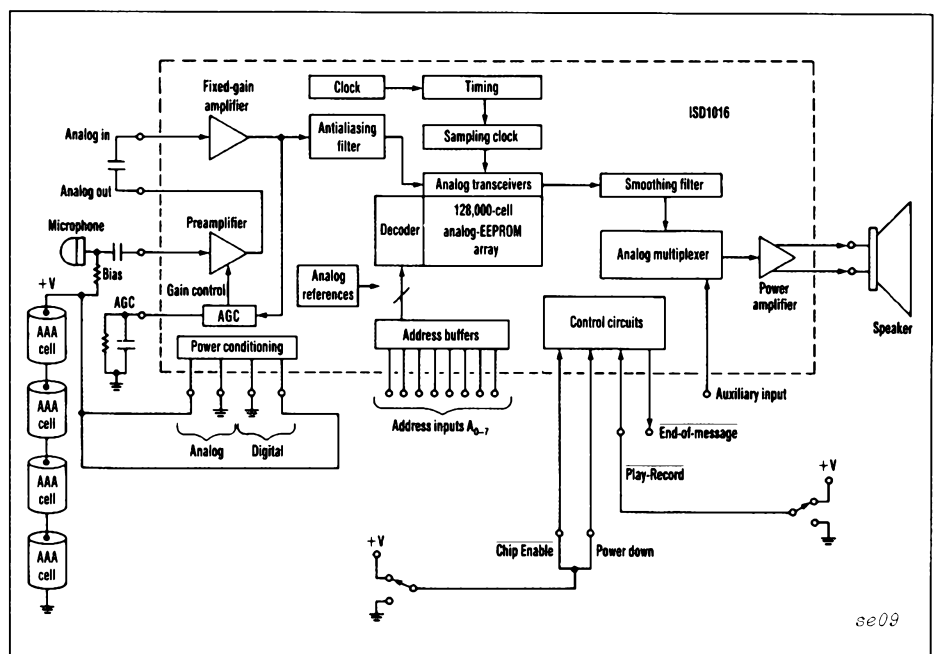 Fixed-gain
amplifier
Clock
Timing
ISD1016
Analog in
Antialiasing
filter
Sampling clock
Analog out
Analog transceivers
Smoothing filter
Microphone
Preamplifier
Decoder
128,000-cell
analog-EEPROM
array
Analog multiplexer
Bias
+V
Gain control
Analog
references
Power
amplifier
AGC
AGC
Control circuits
Speaker
AAA
cell
Power conditioning
Address buffers
AAA
cell
Auxiliary input
Analog
Digital
Address inputs A0–7
End-of-message
AAA
cell
Play-Record
+V
AAA
cell
+V
Chip Enable
Power down
se09